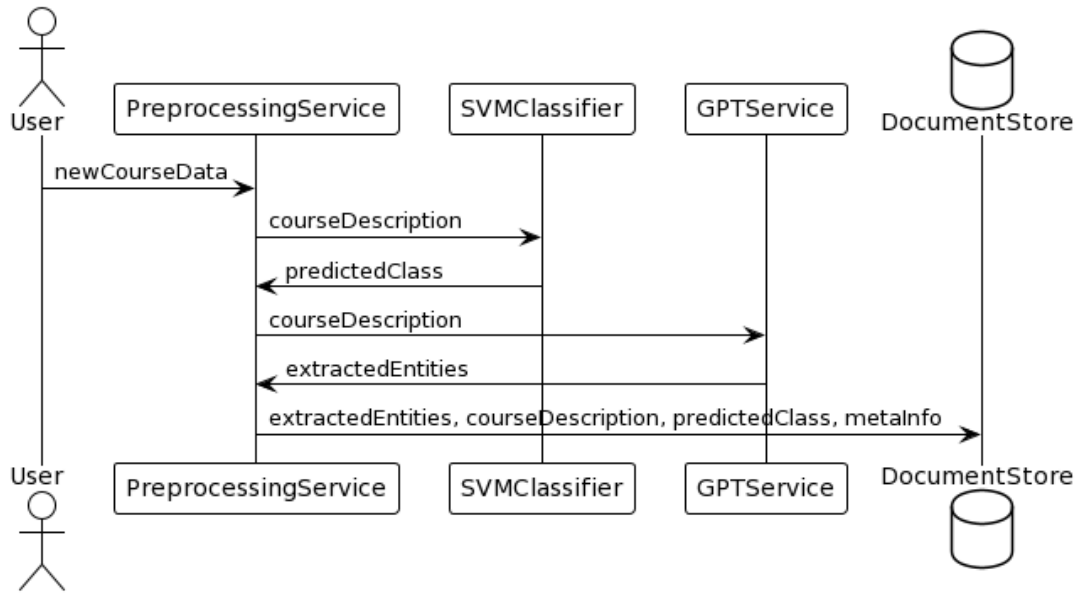 User
PreprocessingService
SVMClassifier
GPTService
DocumentStore
newCourseData
courseDescription
predictedClass
courseDescription
extractedEntities
extractedEntities, courseDescription, predictedClass, metaInfo
User
PreprocessingService
SVMClassifier
GPTService
DocumentStore